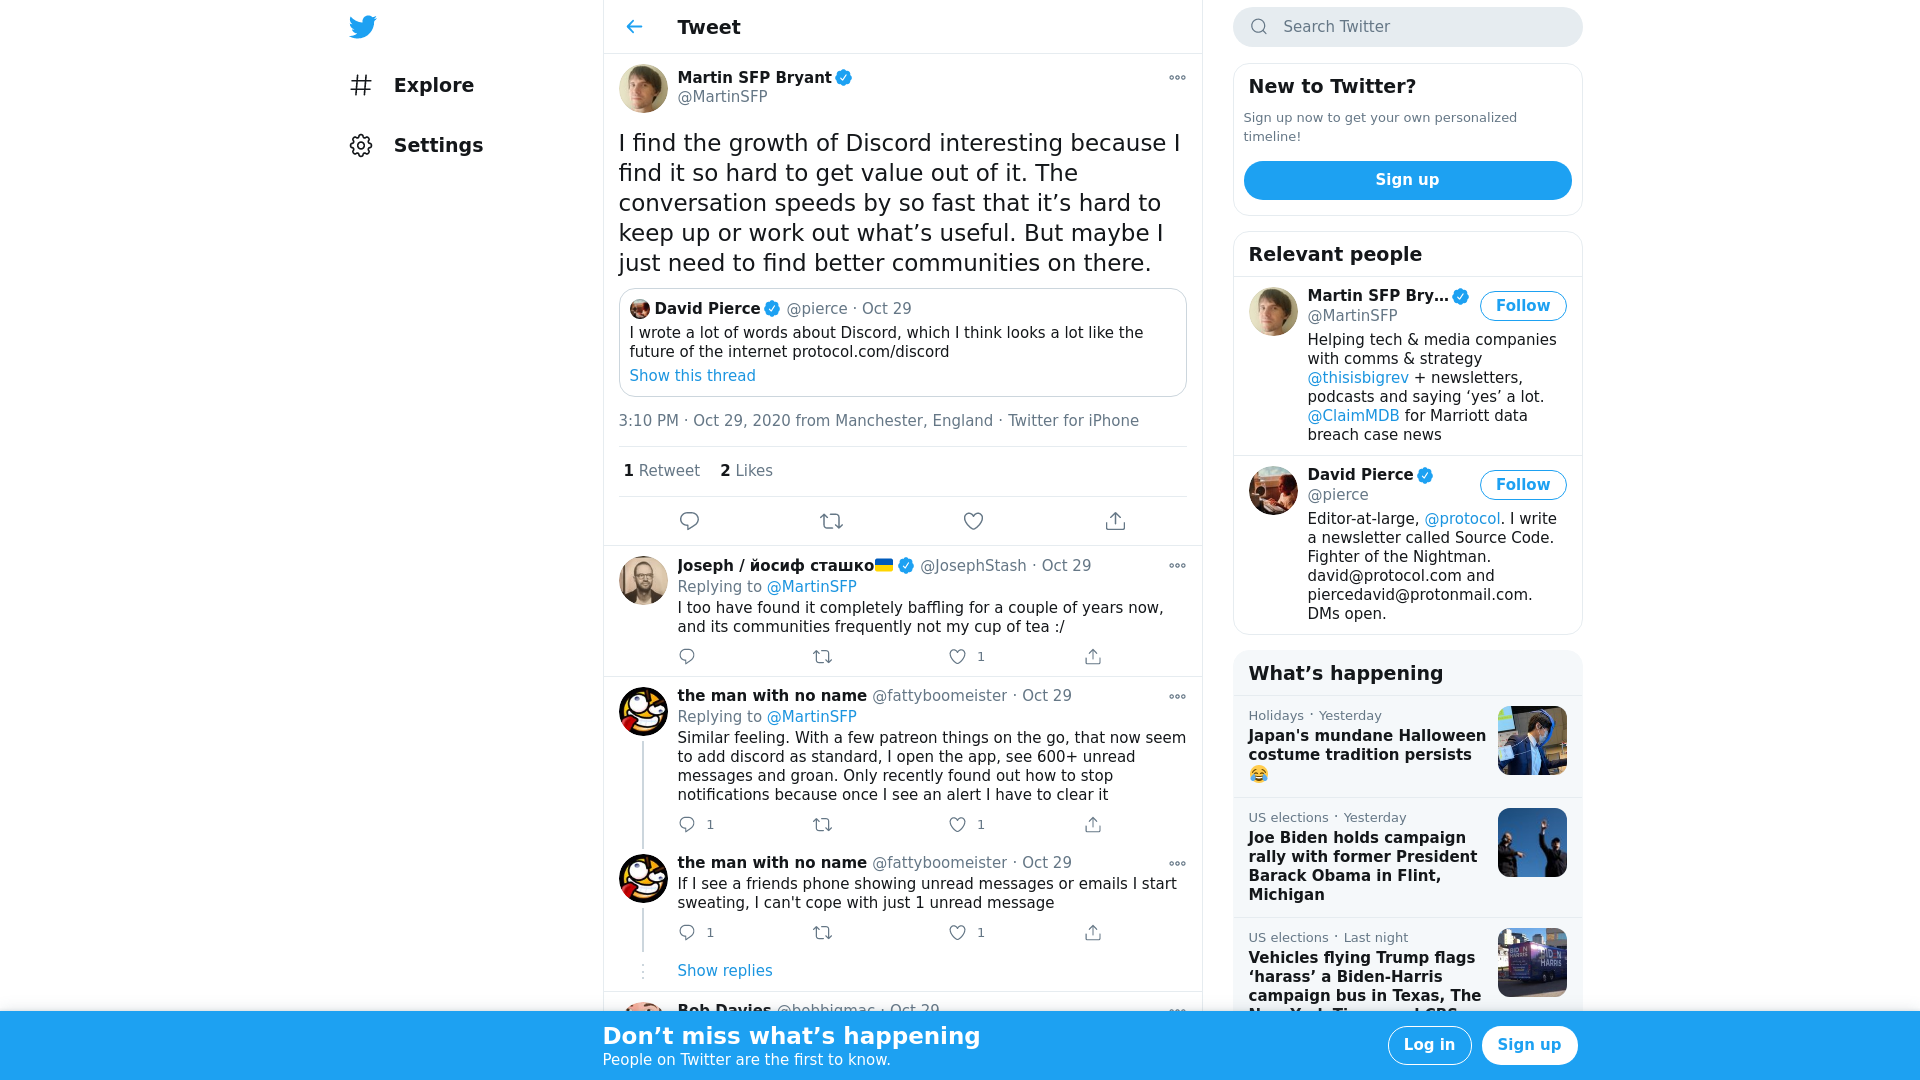 Explore
Settings
Tweet
Martin SFP Bryant
@MartinSFP
I find the growth of Discord interesting because I
find it so hard to get value out of it. The
conversation speeds by so fast that it’s hard to
keep up or work out what’s useful. But maybe I
just need to find better communities on there.
David Pierce @pierce · Oct 29
I wrote a lot of words about Discord, which I think looks a lot like the
future of the internet protocol.com/discord
Show this thread
3:10 PM · Oct 29, 2020 from Manchester, England · Twitter for iPhone
1 Retweet 2 Likes
Joseph / йосиф сташко @JosephStash · Oct 29
Replying to @MartinSFP
I too have found it completely baffling for a couple of years now,
and its communities frequently not my cup of tea :/
1
the man with no name @fattyboomeister · Oct 29
Replying to @MartinSFP
Similar feeling. With a few patreon things on the go, that now seem
to add discord as standard, I open the app, see 600+ unread
messages and groan. Only recently found out how to stop
notifications because once I see an alert I have to clear it
1 1
the man with no name @fattyboomeister · Oct 29
If I see a friends phone showing unread messages or emails I start
sweating, I can't cope with just 1 unread message
1 1
Show replies
Bob Davies @bobbigmac · Oct 29
Search Twitter
New to Twitter?
Sign up now to get your own personalized
timeline!
Sign up
Relevant people
Martin SFP Bry...
@MartinSFP
Follow
Helping tech & media companies
with comms & strategy
@thisisbigrev + newsletters,
podcasts and saying ‘yes’ a lot.
@ClaimMDB for Marriott data
breach case news
David Pierce
@pierce
Follow
Editor-at-large, @protocol. I write
a newsletter called Source Code.
Fighter of the Nightman.
david@protocol.com and
piercedavid@protonmail.com.
DMs open.
What’s happening
Holidays · Yesterday
Japan's mundane Halloween
costume tradition persists
😂
US elections · Yesterday
Joe Biden holds campaign
rally with former President
Barack Obama in Flint,
Michigan
US elections · Last night
Vehicles flying Trump flags
‘harass’ a Biden-Harris
campaign bus in Texas, The
New York Times and CBS
Don’t miss what’s happening
People on Twitter are the first to know.
Log in
Sign up